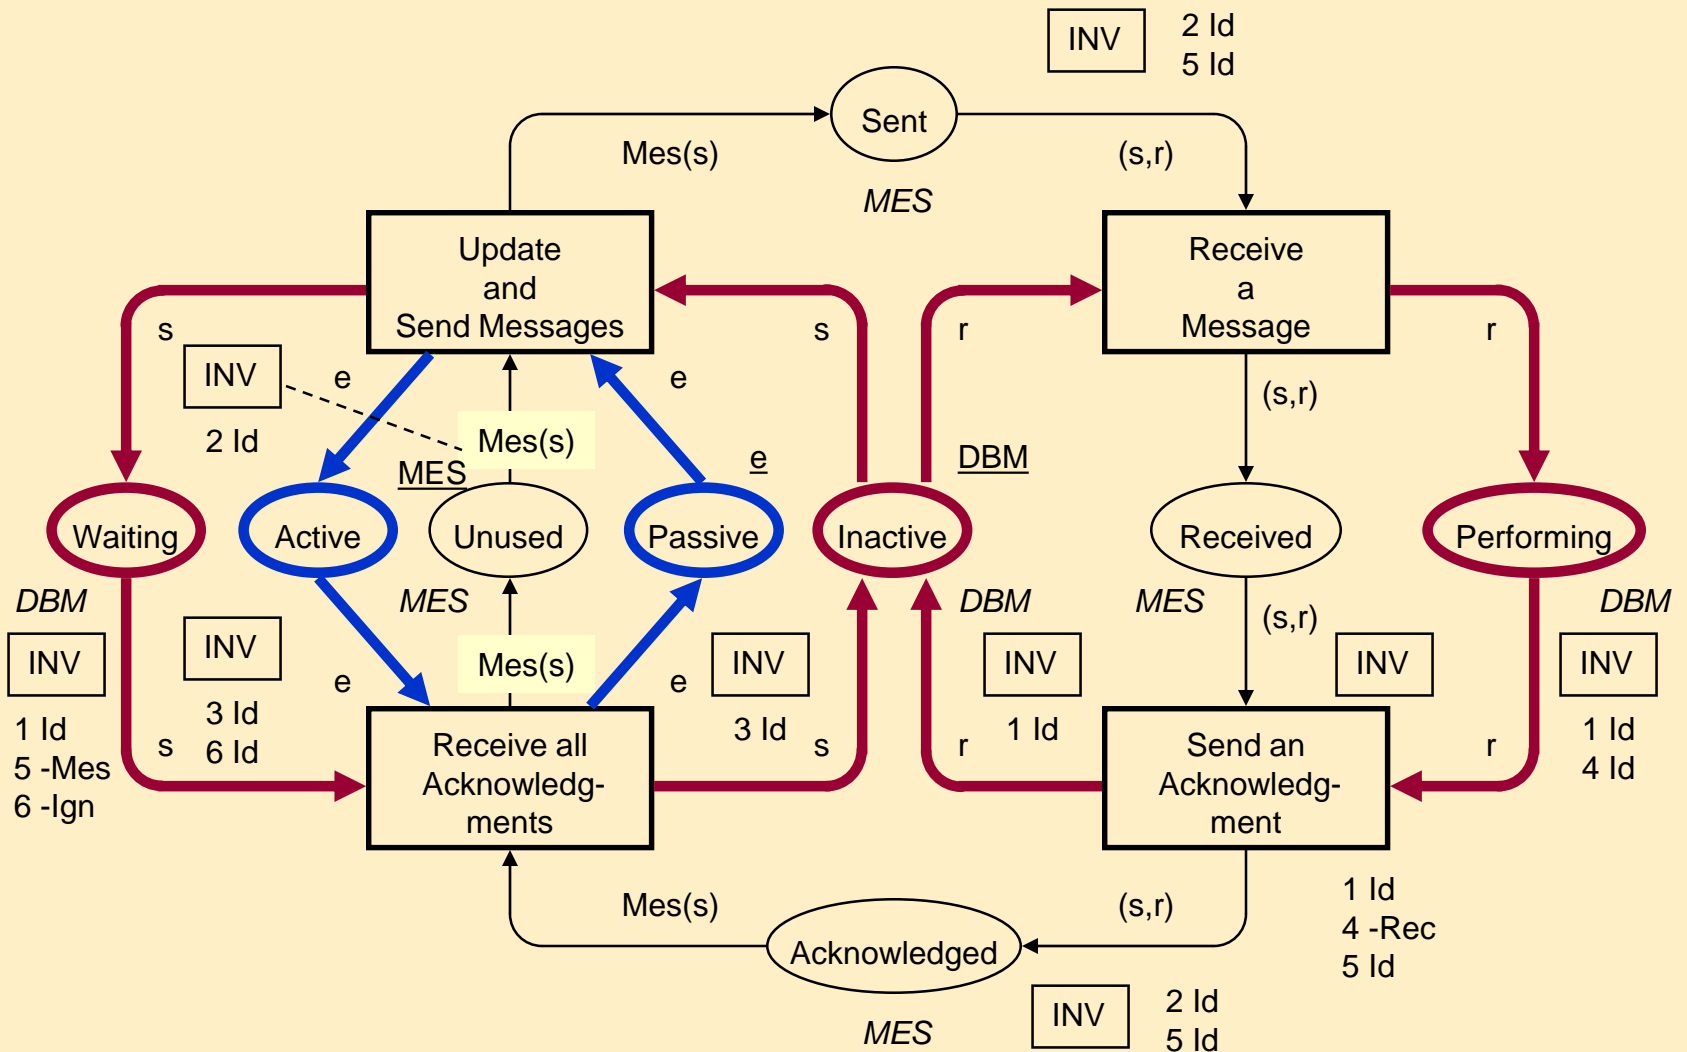 INV
2 Id
5 Id
Sent
Mes(s)
(s,r)
MES
Update
and
Send Messages
Receive
a
Message
s
s
r
r
INV
e
e
(s,r)
2 Id
Mes(s)
MES
e
DBM
Waiting
Active
Unused
Passive
Inactive
Received
Performing
DBM
MES
DBM
MES
DBM
(s,r)
INV
INV
Mes(s)
INV
INV
INV
INV
e
e
1 Id
5 -Mes
6 -Ign
s
3 Id
6 Id
Receive all
Acknowledg-
ments
3 Id
s
r
1 Id
Send an
Acknowledg-
ment
r
1 Id
4 Id
Mes(s)
(s,r)
1 Id
4 -Rec
5 Id
Acknowledged
MES
INV
2 Id
5 Id